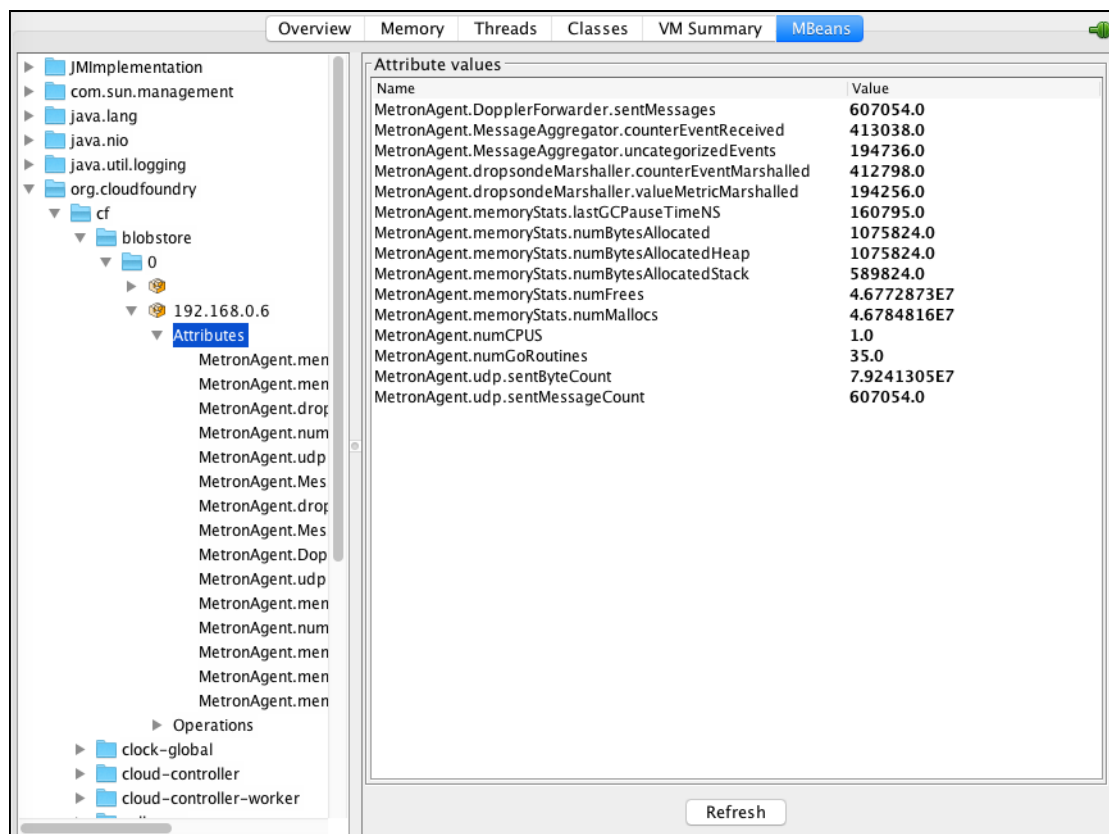 Overview Memory Threads Classes VM Summary MBeans
JMImplementation
com.sun.management
java.lang
java.nio
java.util.logging
org.cloudfoundry
cf
blobstore
0
192.168.0.6
Attributes
MetronAgent.men
MetronAgent.men
MetronAgent.drop
MetronAgent.num
MetronAgent.udp
MetronAgent.Mes
MetronAgent.drop
MetronAgent.Mes
MetronAgent.Dop
MetronAgent.udp
MetronAgent.men
MetronAgent.num
MetronAgent.men
MetronAgent.men
MetronAgent.men
Operations
clock-global
cloud-controller
cloud-controller-worker
Attribute values
Name Value
MetronAgent.DopplerForwarder.sentMessages 607054.0
MetronAgent.MessageAggregator.counterEventReceived 413038.0
MetronAgent.MessageAggregator.uncategorizedEvents 194736.0
MetronAgent.dropsondeMarshaller.counterEventMarshalled 412798.0
MetronAgent.dropsondeMarshaller.valueMetricMarshalled 194256.0
MetronAgent.memoryStats.lastGCPauseTimeNS 160795.0
MetronAgent.memoryStats.numBytesAllocated 1075824.0
MetronAgent.memoryStats.numBytesAllocatedHeap 1075824.0
MetronAgent.memoryStats.numBytesAllocatedStack 589824.0
MetronAgent.memoryStats.numFrees 4.6772873E7
MetronAgent.memoryStats.numMallocs 4.6784816E7
MetronAgent.numCPUS 1.0
MetronAgent.numGoRoutines 35.0
MetronAgent.udp.sentByteCount 7.9241305E7
MetronAgent.udp.sentMessageCount 607054.0
Refresh